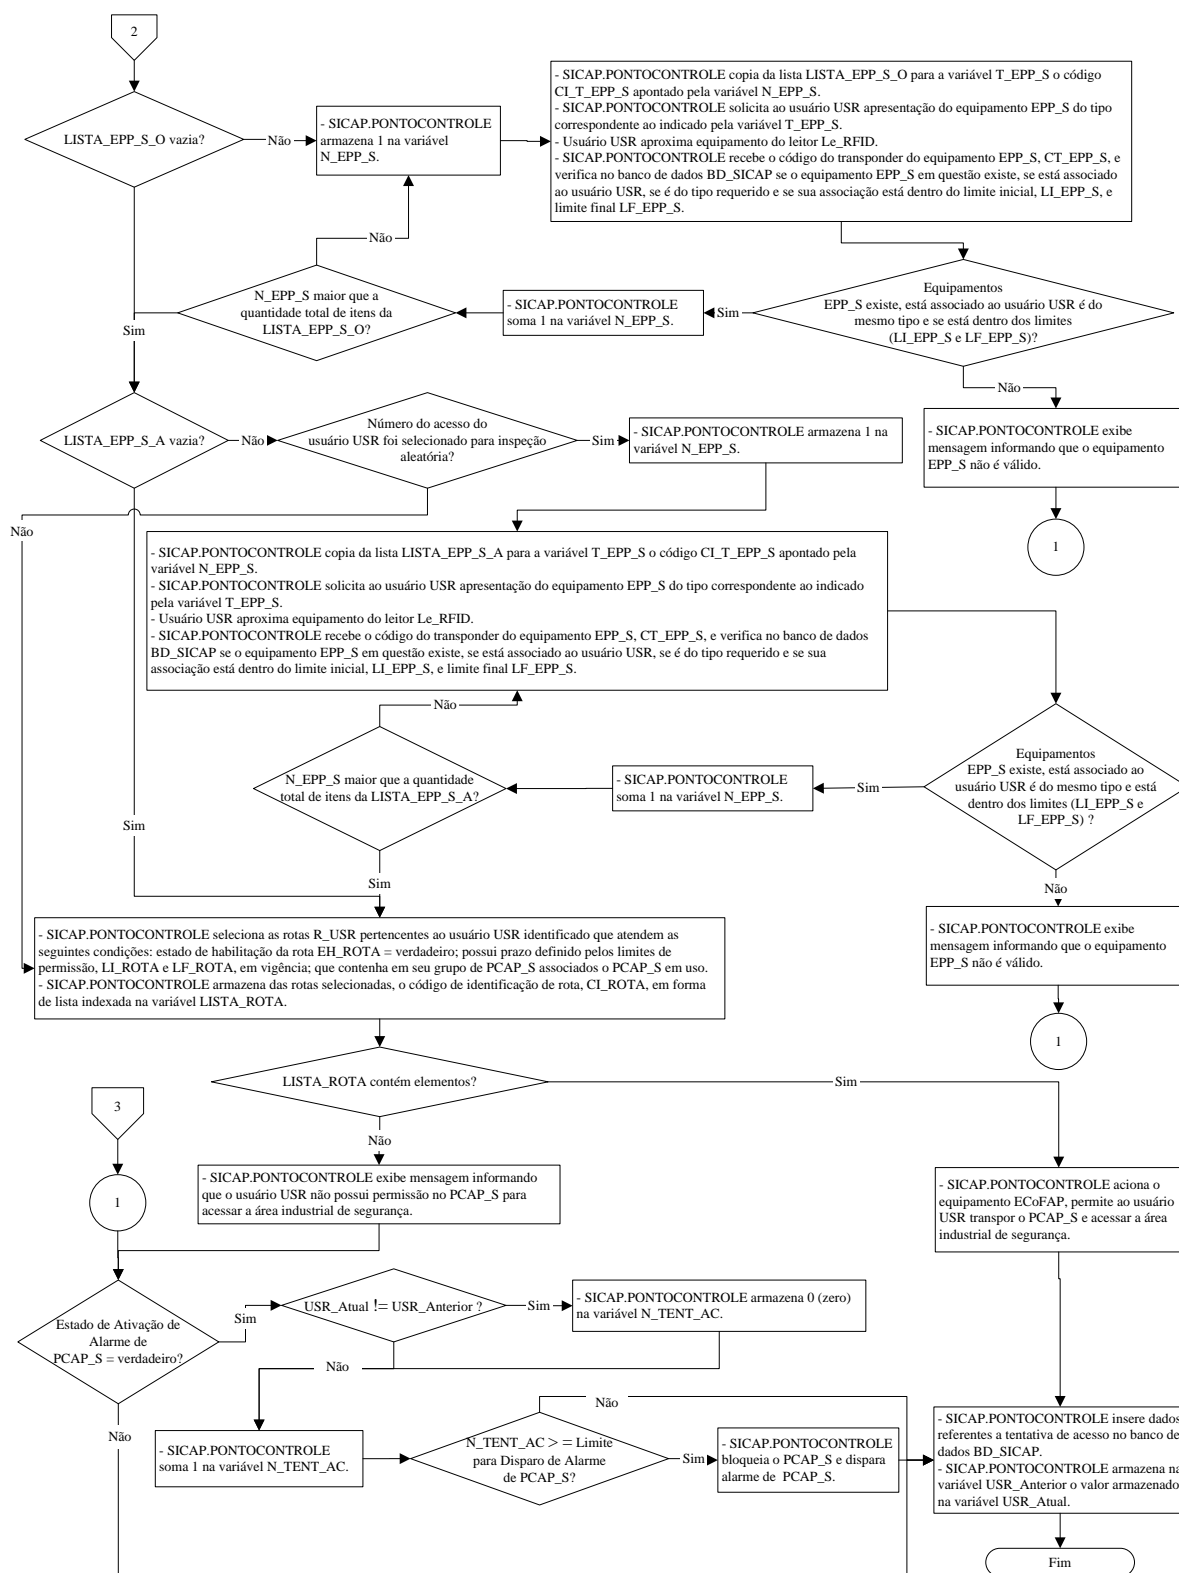 2
- SICAP.PONTOCONTROLE copia da lista LISTA_EPP_S_O para a variável T_EPP_S o código
CI_T_EPP_S apontado pela variável N_EPP_S.
- SICAP.PONTOCONTROLE solicita ao usuário USR apresentação do equipamento EPP_S do tipo
correspondente ao indicado pela variável T_EPP_S.
- Usuário USR aproxima equipamento do leitor Le_RFID.
- SICAP.PONTOCONTROLE recebe o código do transponder do equipamento EPP_S, CT_EPP_S, e
verifica no banco de dados BD_SICAP se o equipamento EPP_S em questão existe, se está associado
ao usuário USR, se é do tipo requerido e se sua associação está dentro do limite inicial, LI_EPP_S, e
limite final LF_EPP_S.
LISTA_EPP_S_O vazia?
Não
- SICAP.PONTOCONTROLE
armazena 1 na variável
N_EPP_S.
Não
N_EPP_S maior que a
quantidade total de itens da
LISTA_EPP_S_O?
- SICAP.PONTOCONTROLE
soma 1 na variável N_EPP_S.
Sim
Equipamentos
EPP_S existe, está associado ao usuário USR é do
mesmo tipo e se está dentro dos limites
(LI_EPP_S e LF_EPP_S)?
Sim
Não
LISTA_EPP_S_A vazia?
Não
Número do acesso do
usuário USR foi selecionado para inspeção
aleatória?
Sim
- SICAP.PONTOCONTROLE armazena 1 na
variável N_EPP_S.
- SICAP.PONTOCONTROLE exibe
mensagem informando que o equipamento
EPP_S não é válido.
Não
1
- SICAP.PONTOCONTROLE copia da lista LISTA_EPP_S_A para a variável T_EPP_S o código CI_T_EPP_S apontado pela
variável N_EPP_S.
- SICAP.PONTOCONTROLE solicita ao usuário USR apresentação do equipamento EPP_S do tipo correspondente ao indicado
pela variável T_EPP_S.
- Usuário USR aproxima equipamento do leitor Le_RFID.
- SICAP.PONTOCONTROLE recebe o código do transponder do equipamento EPP_S, CT_EPP_S, e verifica no banco de dados
BD_SICAP se o equipamento EPP_S em questão existe, se está associado ao usuário USR, se é do tipo requerido e se sua
associação está dentro do limite inicial, LI_EPP_S, e limite final LF_EPP_S.
Não
N_EPP_S maior que a quantidade
total de itens da LISTA_EPP_S_A?
- SICAP.PONTOCONTROLE
soma 1 na variável N_EPP_S.
Sim
Equipamentos
EPP_S existe, está associado ao
usuário USR é do mesmo tipo e está
dentro dos limites (LI_EPP_S e
LF_EPP_S) ?
Sim
Sim
Não
- SICAP.PONTOCONTROLE seleciona as rotas R_USR pertencentes ao usuário USR identificado que atendem as
seguintes condições: estado de habilitação da rota EH_ROTA = verdadeiro; possui prazo definido pelos limites de
permissão, LI_ROTA e LF_ROTA, em vigência; que contenha em seu grupo de PCAP_S associados o PCAP_S em uso.
- SICAP.PONTOCONTROLE armazena das rotas selecionadas, o código de identificação de rota, CI_ROTA, em forma
de lista indexada na variável LISTA_ROTA.
- SICAP.PONTOCONTROLE exibe
mensagem informando que o equipamento
EPP_S não é válido.
1
LISTA_ROTA contém elementos?
Sim
3
Não
- SICAP.PONTOCONTROLE exibe mensagem informando
que o usuário USR não possui permissão no PCAP_S para
acessar a área industrial de segurança.
1
- SICAP.PONTOCONTROLE aciona o
equipamento ECoFAP, permite ao usuário
USR transpor o PCAP_S e acessar a área
industrial de segurança.
Estado de Ativação de
Alarme de
PCAP_S = verdadeiro?
Sim
USR_Atual != USR_Anterior ?
Sim
- SICAP.PONTOCONTROLE armazena 0 (zero)
na variável N_TENT_AC.
Não
Não
Não
- SICAP.PONTOCONTROLE
soma 1 na variável N_TENT_AC.
N_TENT_AC > = Limite
para Disparo de Alarme
de PCAP_S?
Sim
- SICAP.PONTOCONTROLE
bloqueia o PCAP_S e dispara
alarme de PCAP_S.
- SICAP.PONTOCONTROLE insere dados
referentes a tentativa de acesso no banco de
dados BD_SICAP.
- SICAP.PONTOCONTROLE armazena na
variável USR_Anterior o valor armazenado
na variável USR_Atual.
Fim